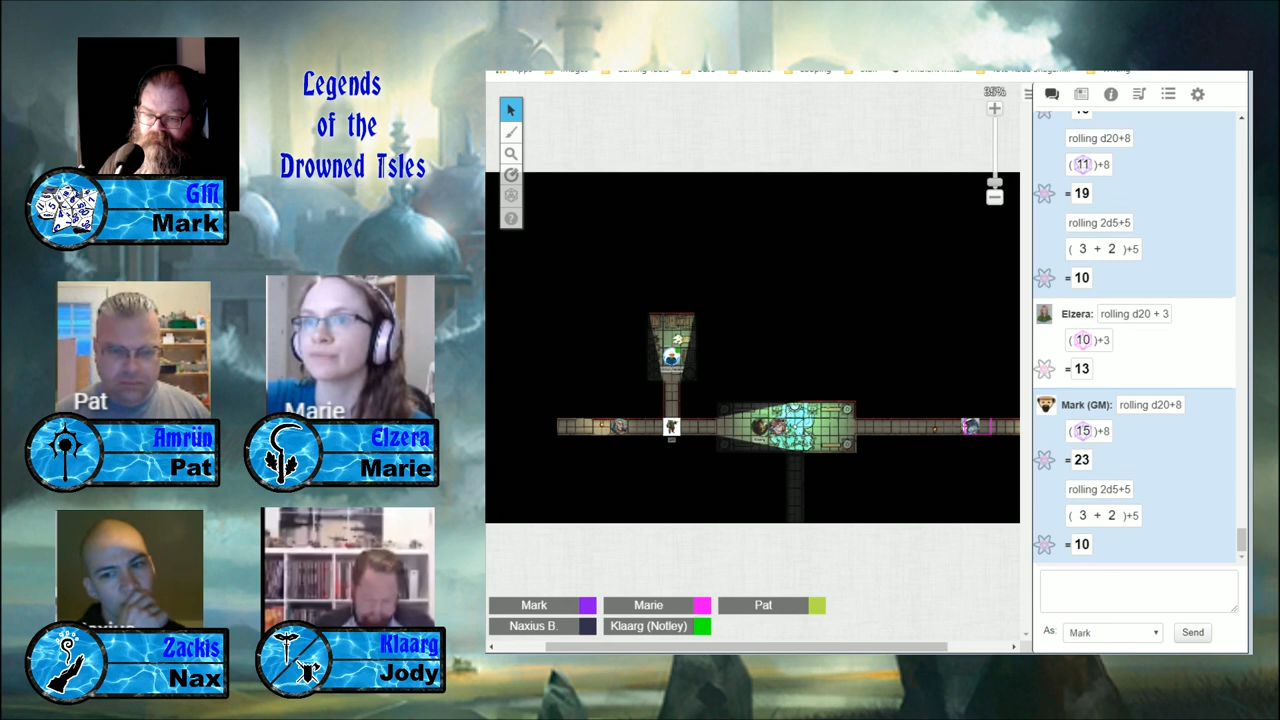 Legends
of the
Drowned Isles
GM
Mark
Pat
Marie
Amrün
Pat
Elzera
Marie
Zackis
Nax
Klaarg
Jody
35%
rolling d20+8
( 11 )+8
= 19
rolling 2d5+5
( 3 + 2 )+5
= 10
Elzera: rolling d20 + 3
( 10 )+3
= 13
Mark (GM): rolling d20+8
( 15 )+8
= 23
rolling 2d5+5
( 3 + 2 )+5
= 10
Mark Marie Pat
Naxius B. Klaarg (Notley)
As: Mark Send